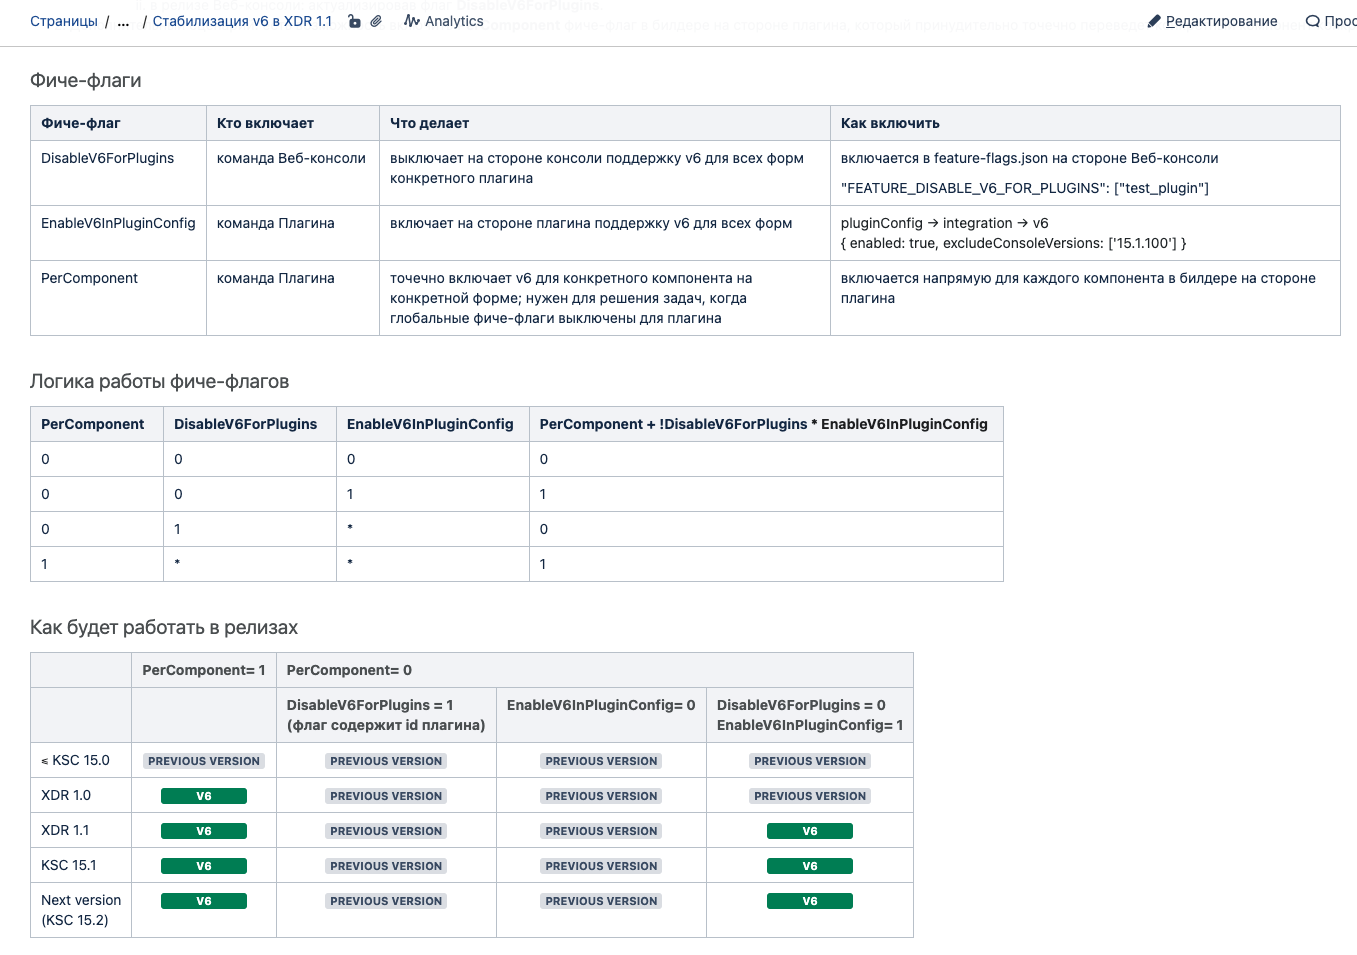 Страницы / ... / Стабилизация v6 в XDR 1.1 Analytics Редактирование Прос
Фиче-флаги
Фиче-флаг Кто включает Что делает Как включить
DisableV6ForPlugins команда Веб-консоли выключает на стороне консоли поддержку v6 для всех форм включается в feature-flags.json на стороне Веб-консоли
конкретного плагина
"FEATURE_DISABLE_V6_FOR_PLUGINS": ["test_plugin"]
EnableV6InPluginConfig команда Плагина включает на стороне плагина поддержку v6 для всех форм pluginConfig → integration → v6
{ enabled: true, excludeConsoleVersions: ['15.1.100'] }
PerComponent команда Плагина точечно включает v6 для конкретного компонента на включается напрямую для каждого компонента в билдере на стороне
конкретной форме; нужен для решения задач, когда плагина
глобальные фиче-флаги выключены для плагина
Логика работы фиче-флагов
PerComponent DisableV6ForPlugins EnableV6InPluginConfig PerComponent + !DisableV6ForPlugins * EnableV6InPluginConfig
0 0 0 0
0 0 1 1
0 1 * 0
1 * * 1
Как будет работать в релизах
PerComponent= 1 PerComponent= 0
DisableV6ForPlugins = 1 EnableV6InPluginConfig= 0 DisableV6ForPlugins = 0
(флаг содержит id плагина) EnableV6InPluginConfig= 1
≤ KSC 15.0 PREVIOUS VERSION PREVIOUS VERSION PREVIOUS VERSION PREVIOUS VERSION
XDR 1.0 V6 PREVIOUS VERSION PREVIOUS VERSION PREVIOUS VERSION
XDR 1.1 V6 PREVIOUS VERSION PREVIOUS VERSION V6
KSC 15.1 V6 PREVIOUS VERSION PREVIOUS VERSION V6
Next version V6 PREVIOUS VERSION PREVIOUS VERSION V6
(KSC 15.2)